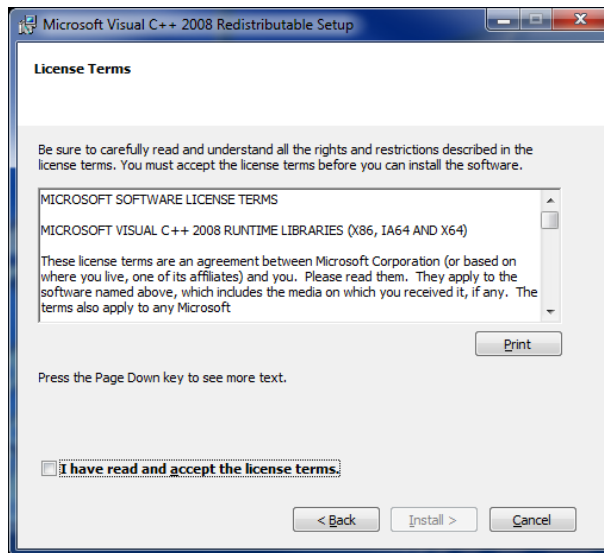 Microsoft Visual C++ 2008 Redistributable Setup
License Terms
Be sure to carefully read and understand all the rights and restrictions described in the
license terms. You must accept the license terms before you can install the software.
MICROSOFT SOFTWARE LICENSE TERMS
MICROSOFT VISUAL C++ 2008 RUNTIME LIBRARIES (X86, IA64 AND X64)
These license terms are an agreement between Microsoft Corporation (or based on
where you live, one of its affiliates) and you.  Please read them.  They apply to the
software named above, which includes the media on which you received it, if any.  The
terms also apply to any Microsoft
Print
Press the Page Down key to see more text.
I have read and accept the license terms.
< Back
Install >
Cancel